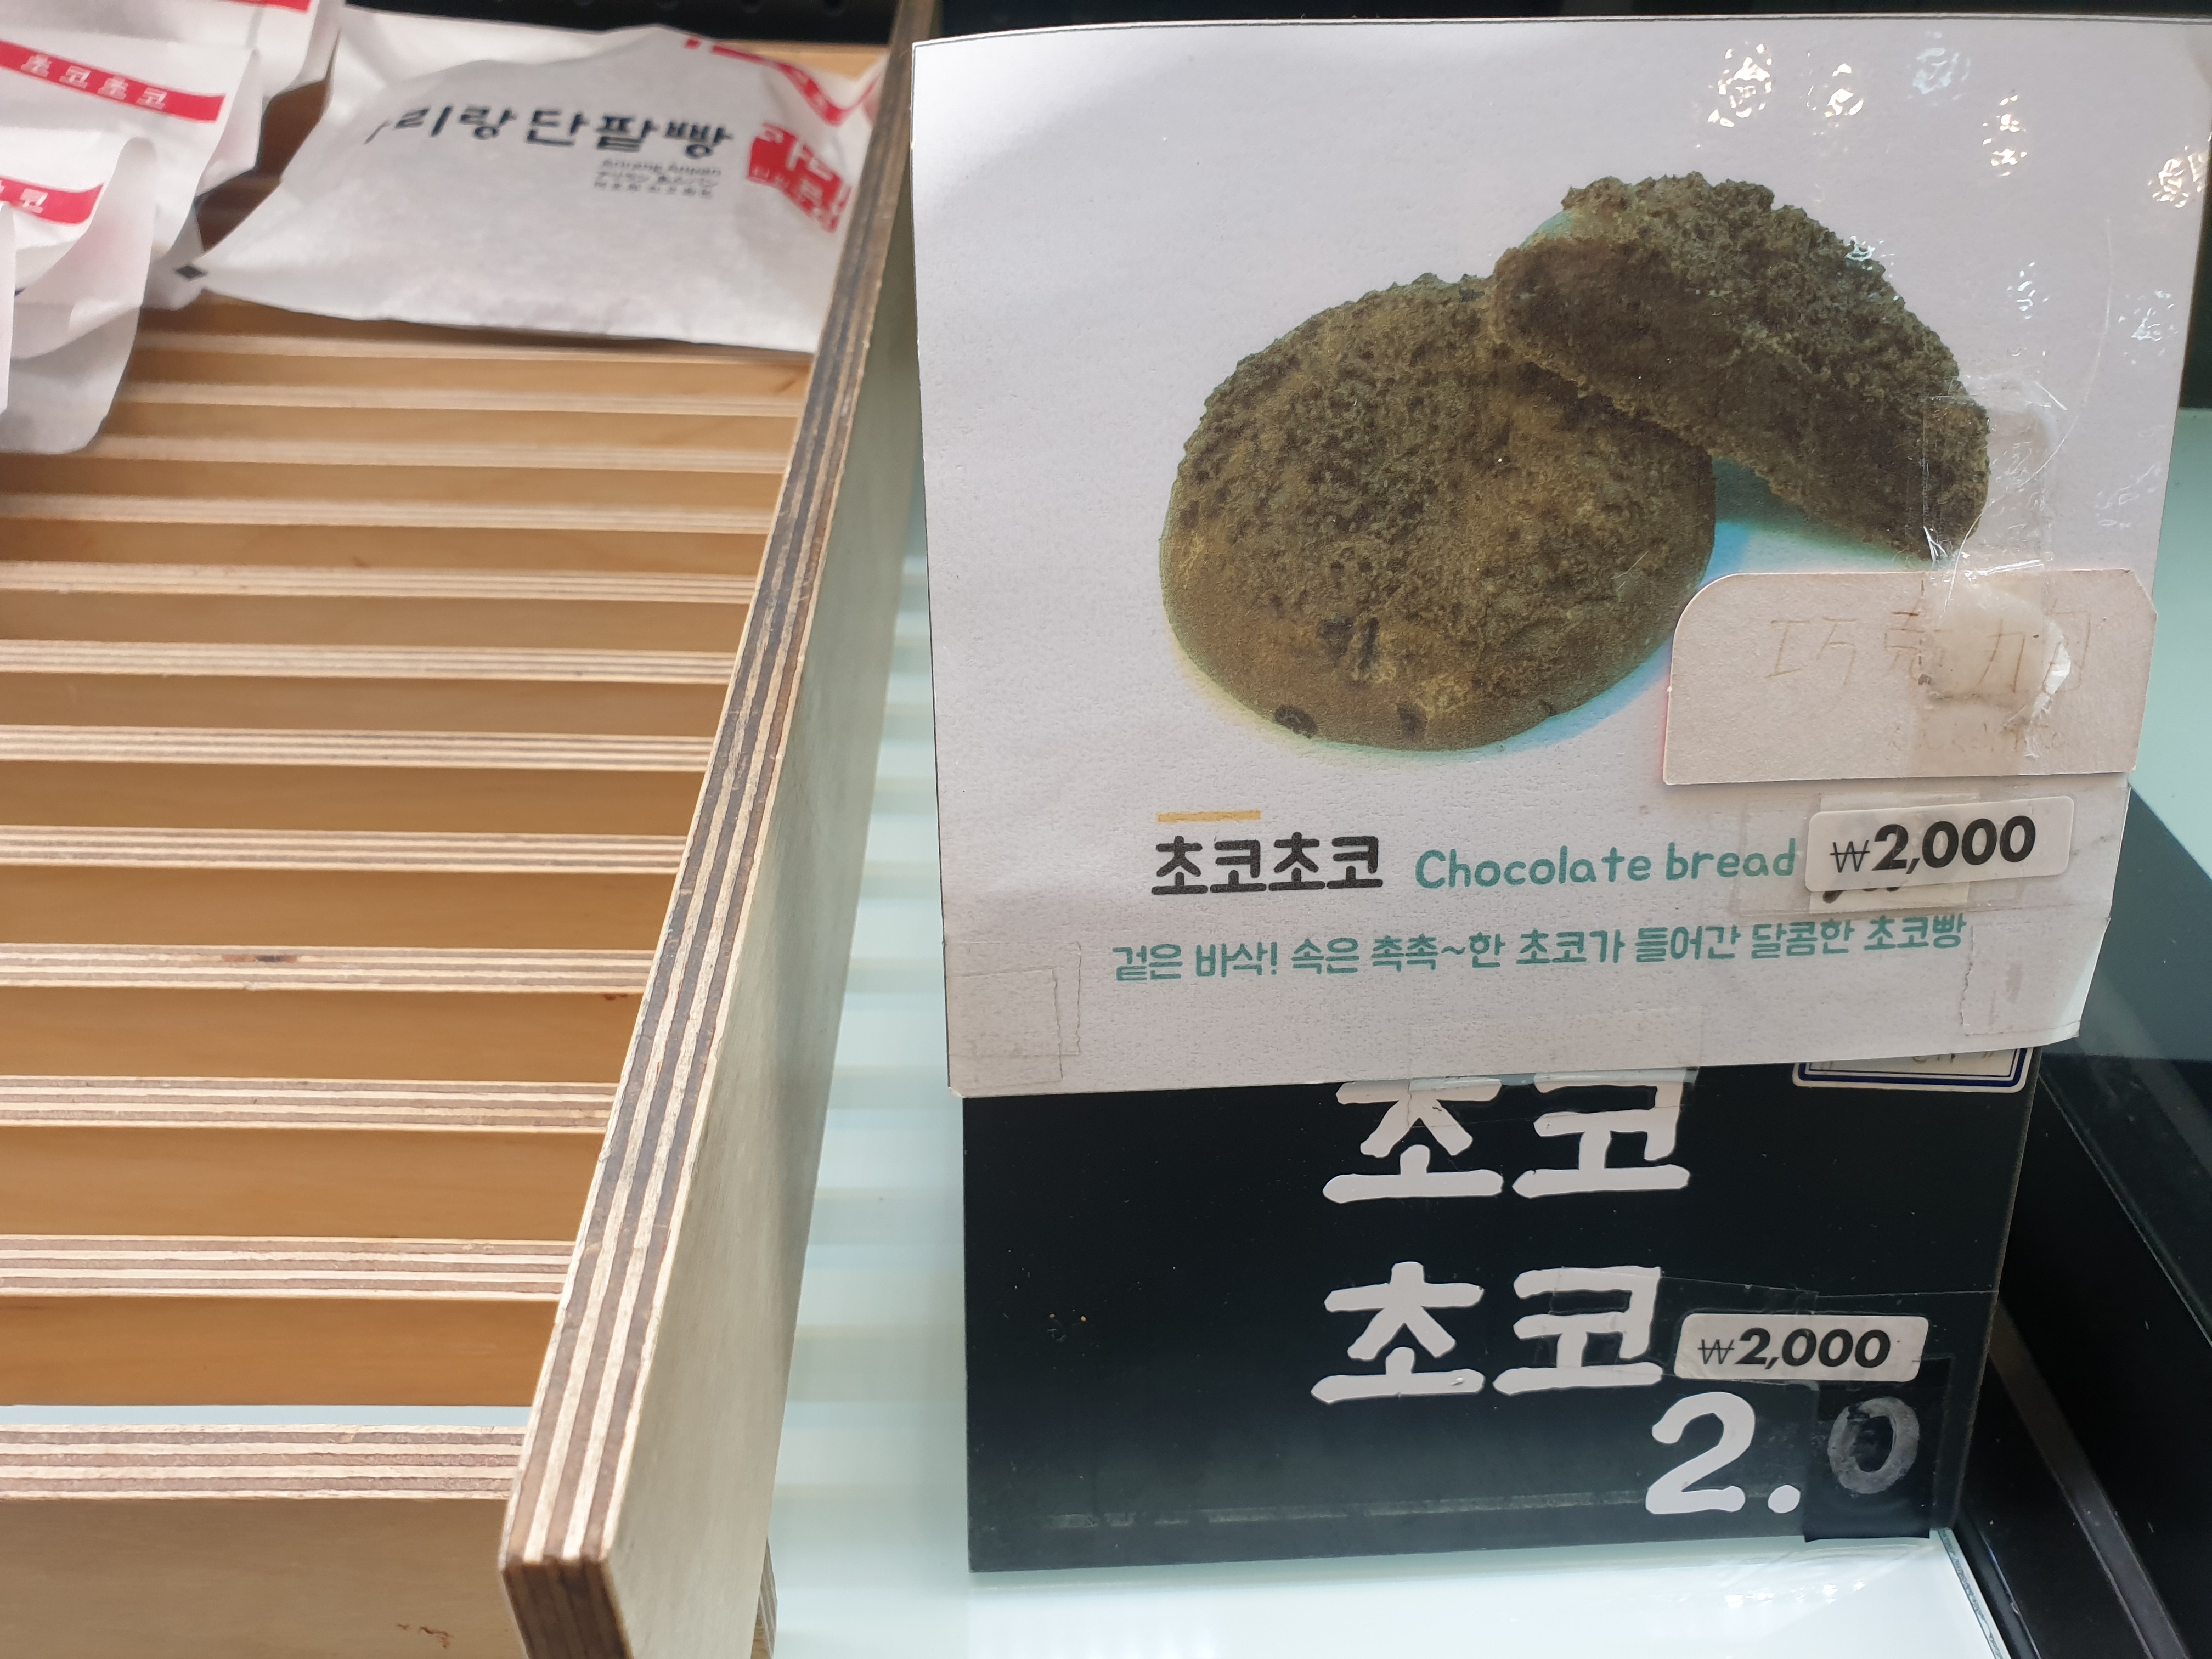 초코초코
리랑단팥빵
Arirang Anpan
초코초코 Chocolate bread ₩2,000
겉은 바삭! 속은 촉촉~한 초코가 들어간 달콤한 초코빵
초코
초코
₩2,000
2.0